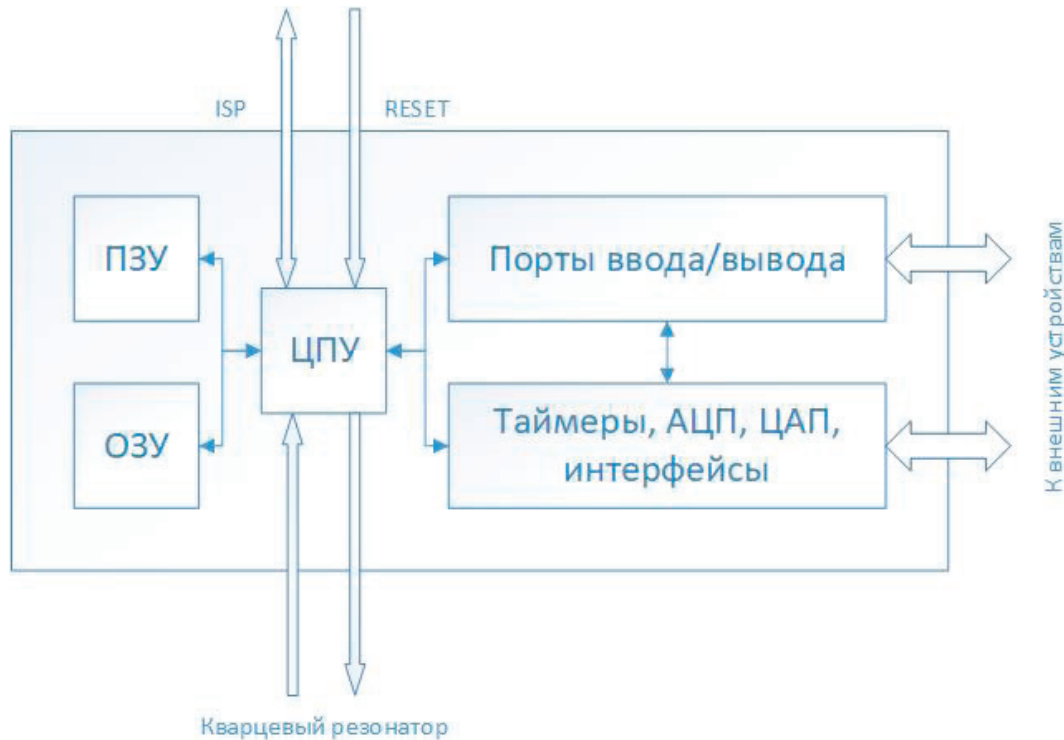 ISP
RESET
ПЗУ
Порты ввода/вывода
ЦПУ
ОЗУ
Таймеры, АЦП, ЦАП,
интерфейсы
К внешним устройствам
Кварцевый резонатор